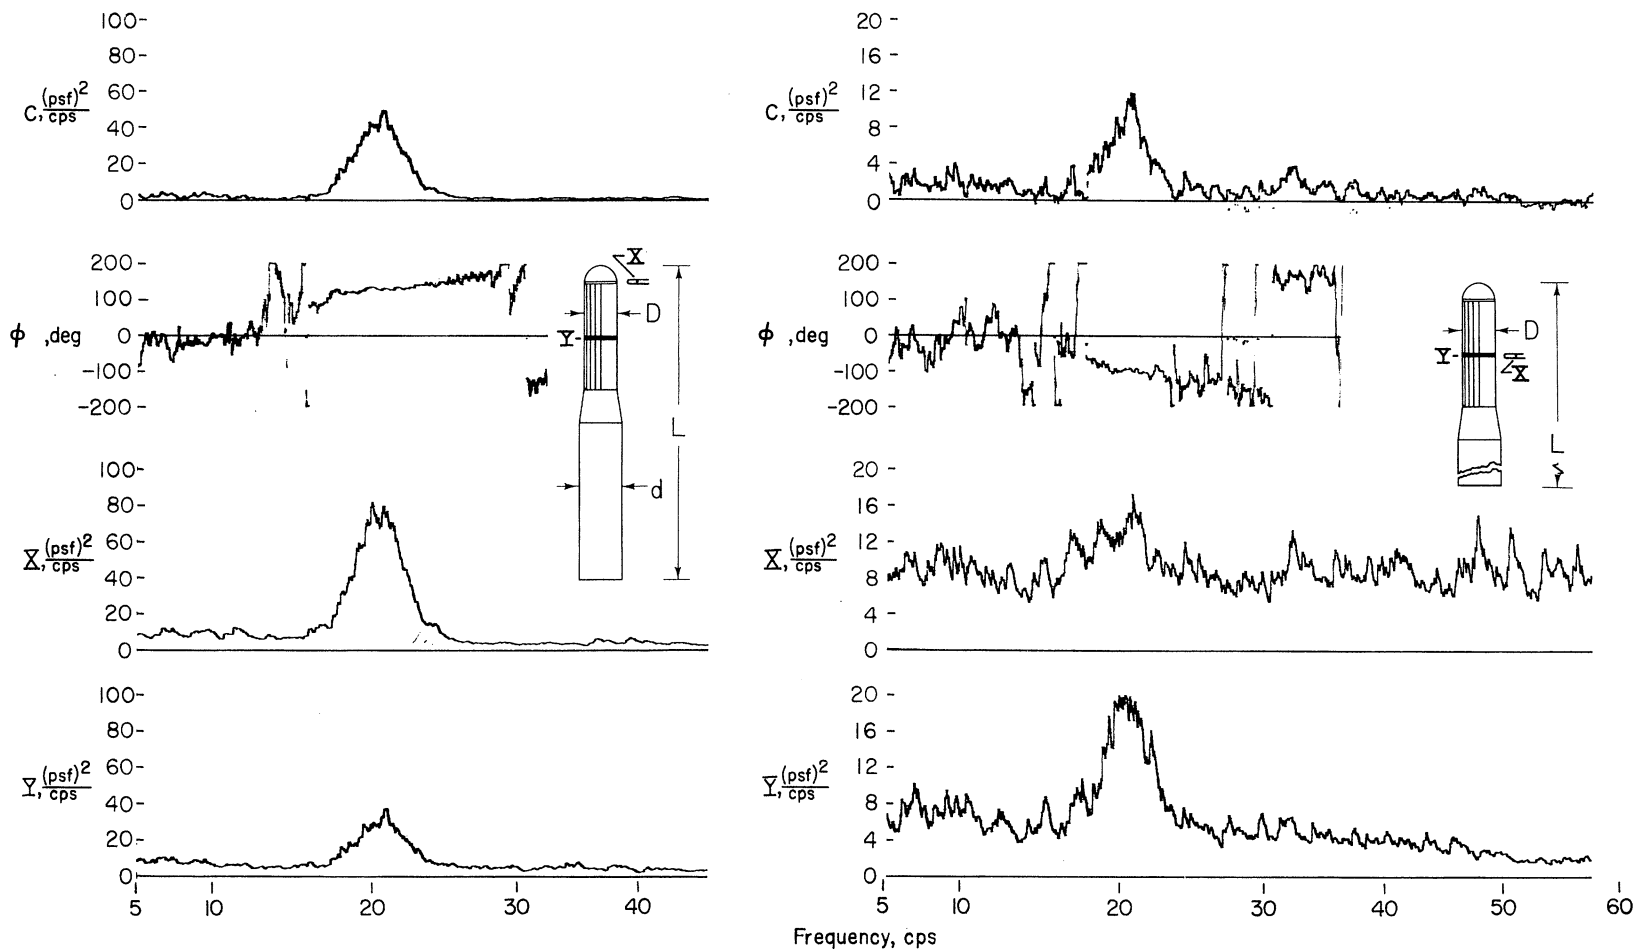 100-
80-
60-
40-
20-
0
C, (psf)²/cps
200
100
0
-100
-200
ϕ ,deg
X
D
Y-
L
d
100-
80-
60-
40-
20-
0
X, (psf)²/cps
100-
80-
60-
40-
20-
0
Y, (psf)²/cps
5 10 20 30 40
20
16
12
8
4
0
C, (psf)²/cps
200
100
0
-100
-200
ϕ ,deg
D
Y-
X
L
20
16
12
8
4
0
X, (psf)²/cps
20
16
12
8
4
0
Y, (psf)²/cps
5 10 20 30 40 50 60
Frequency, cps